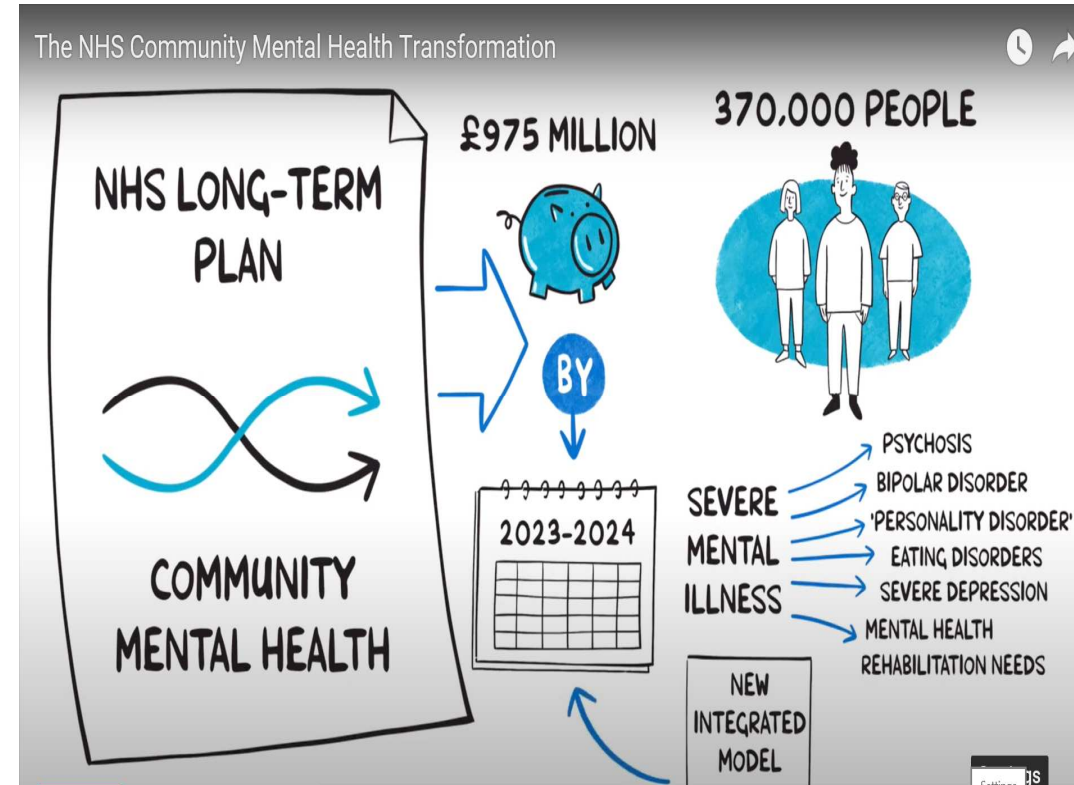 The NHS Community Mental Health Transformation
NHS LONG-TERM
PLAN
COMMUNITY
MENTAL HEALTH
£975 MILLION
BY
2023-2024
370,000 PEOPLE
SEVERE
MENTAL
ILLNESS
PSYCHOSIS
BIPOLAR DISORDER
'PERSONALITY DISORDER'
EATING DISORDERS
SEVERE DEPRESSION
MENTAL HEALTH
REHABILITATION NEEDS
NEW
INTEGRATED
MODEL